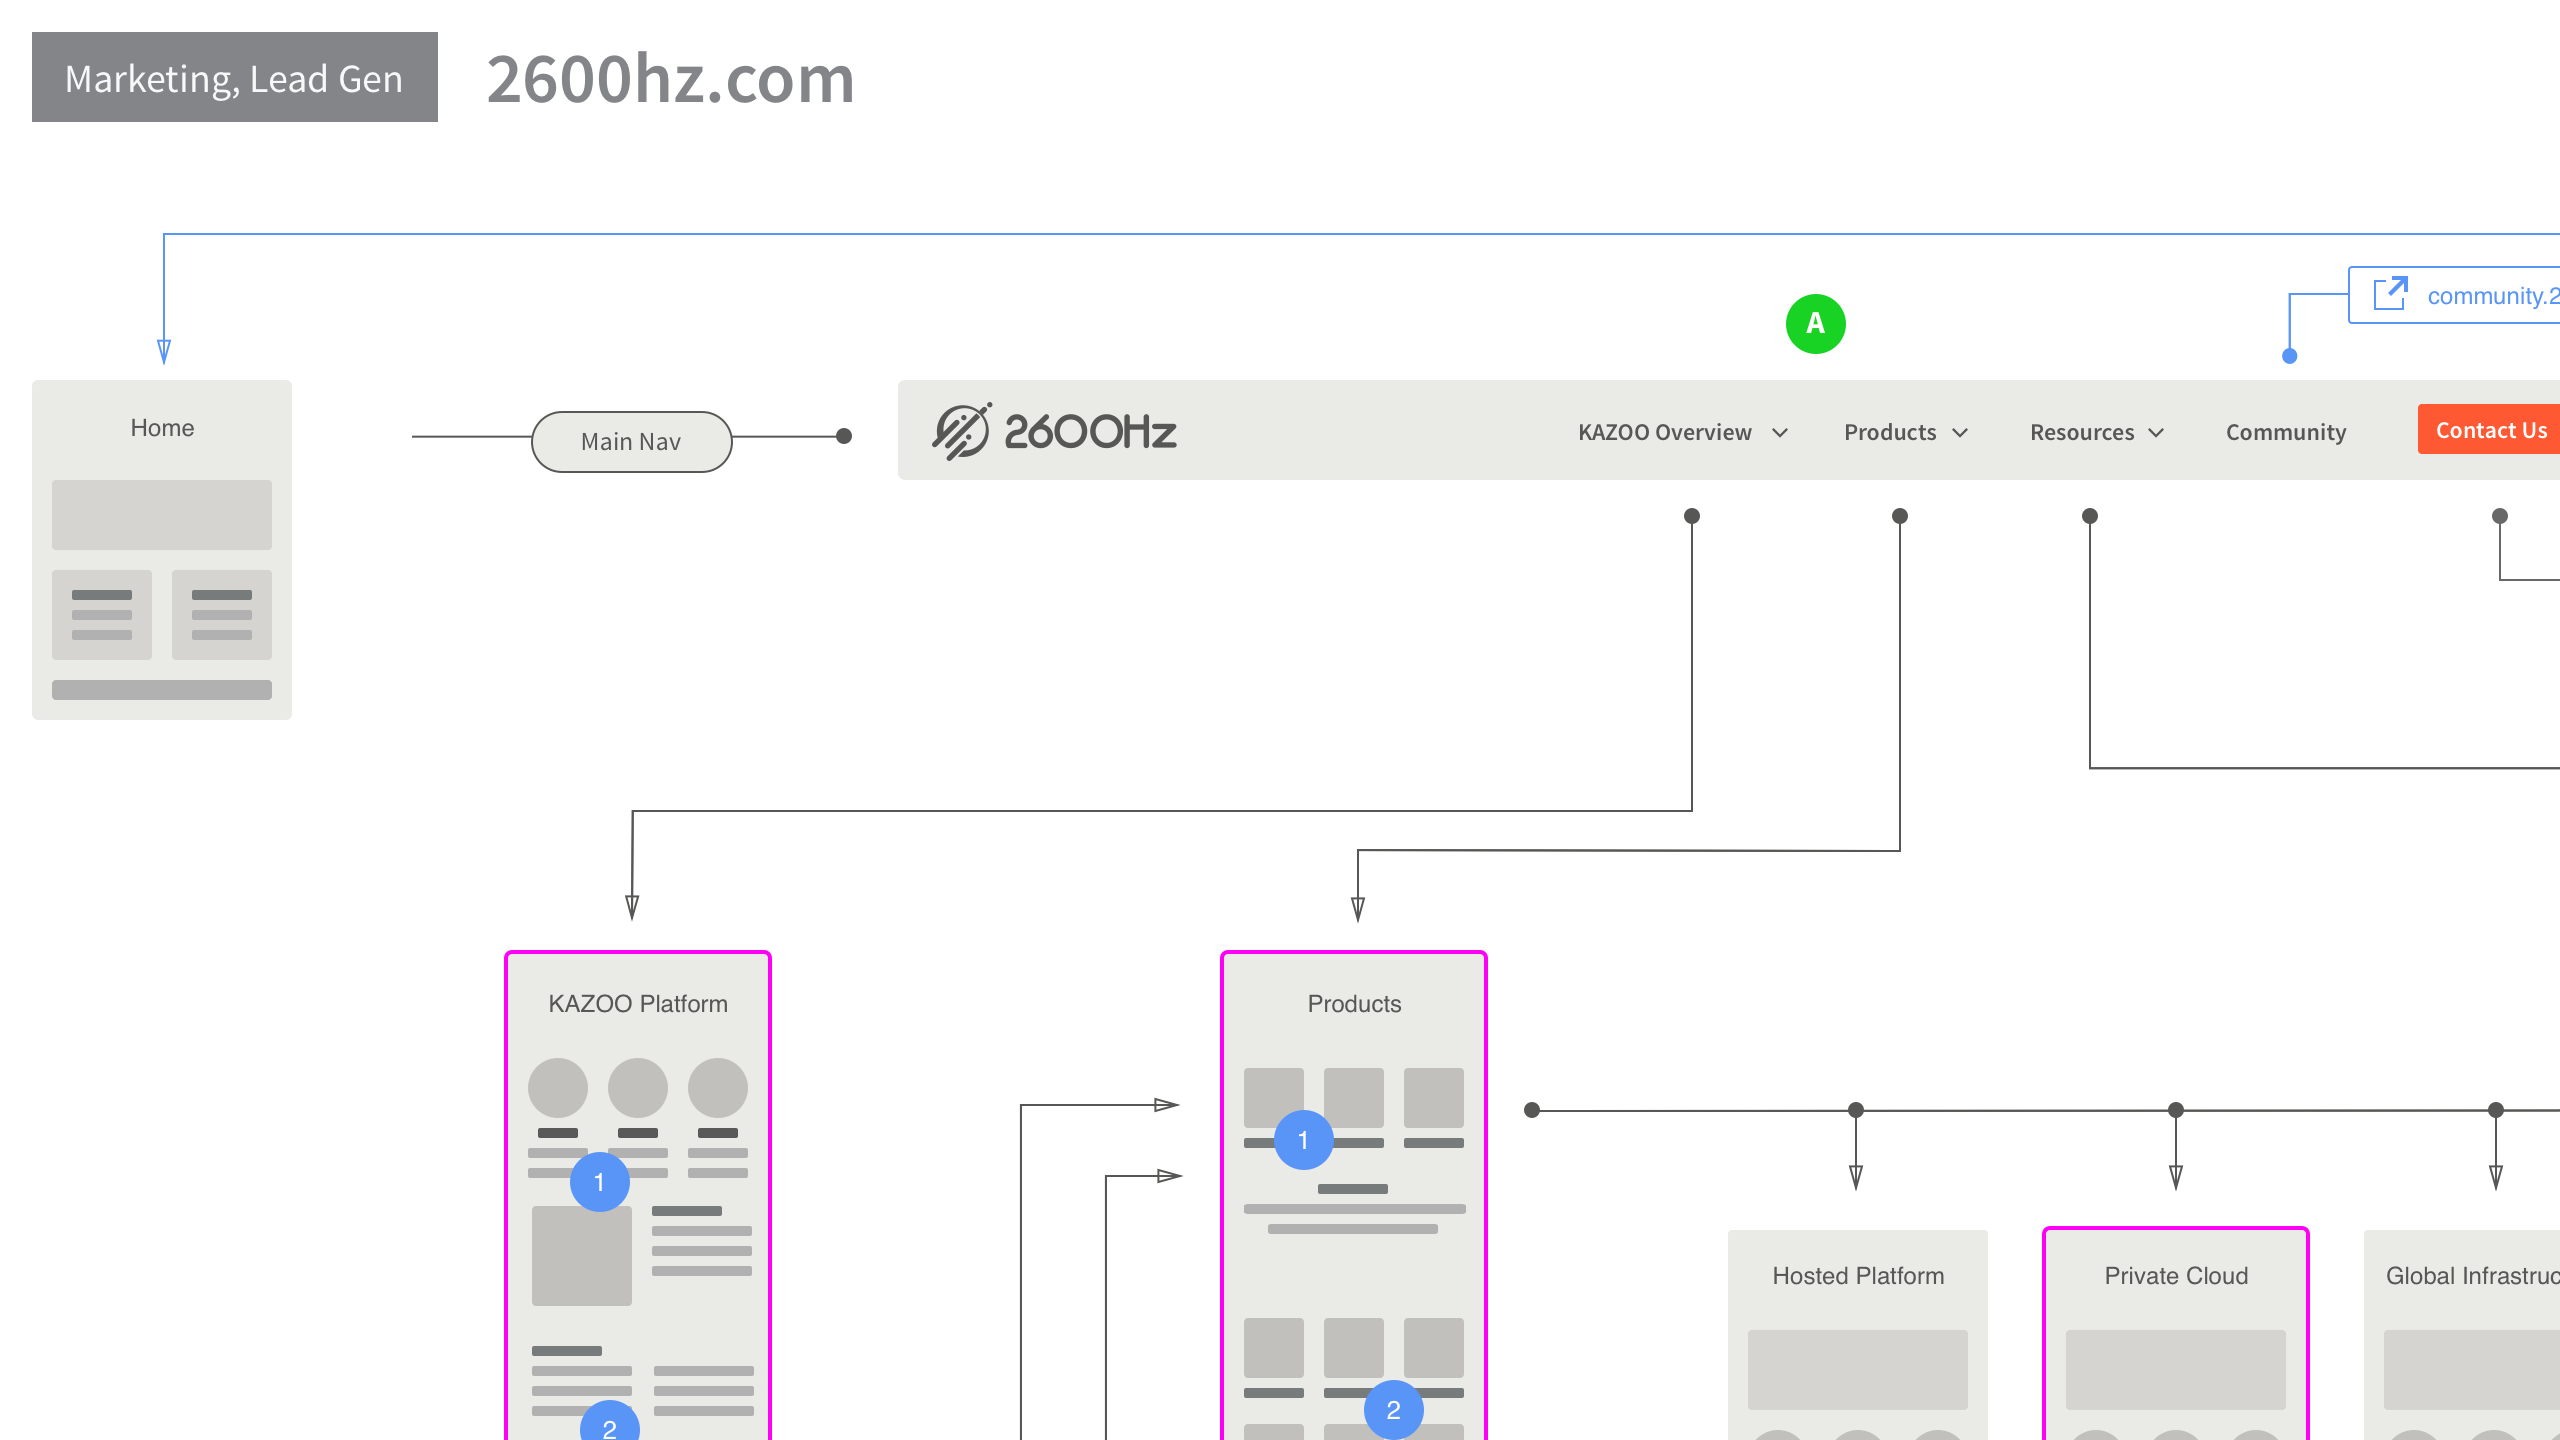 Marketing, Lead Gen
2600hz.com
community.2
A
Home
Main Nav
2600Hz
KAZOO Overview
Products
Resources
Community
Contact Us
KAZOO Platform
Products
1
1
Hosted Platform
Private Cloud
Global Infrastruc
2
2